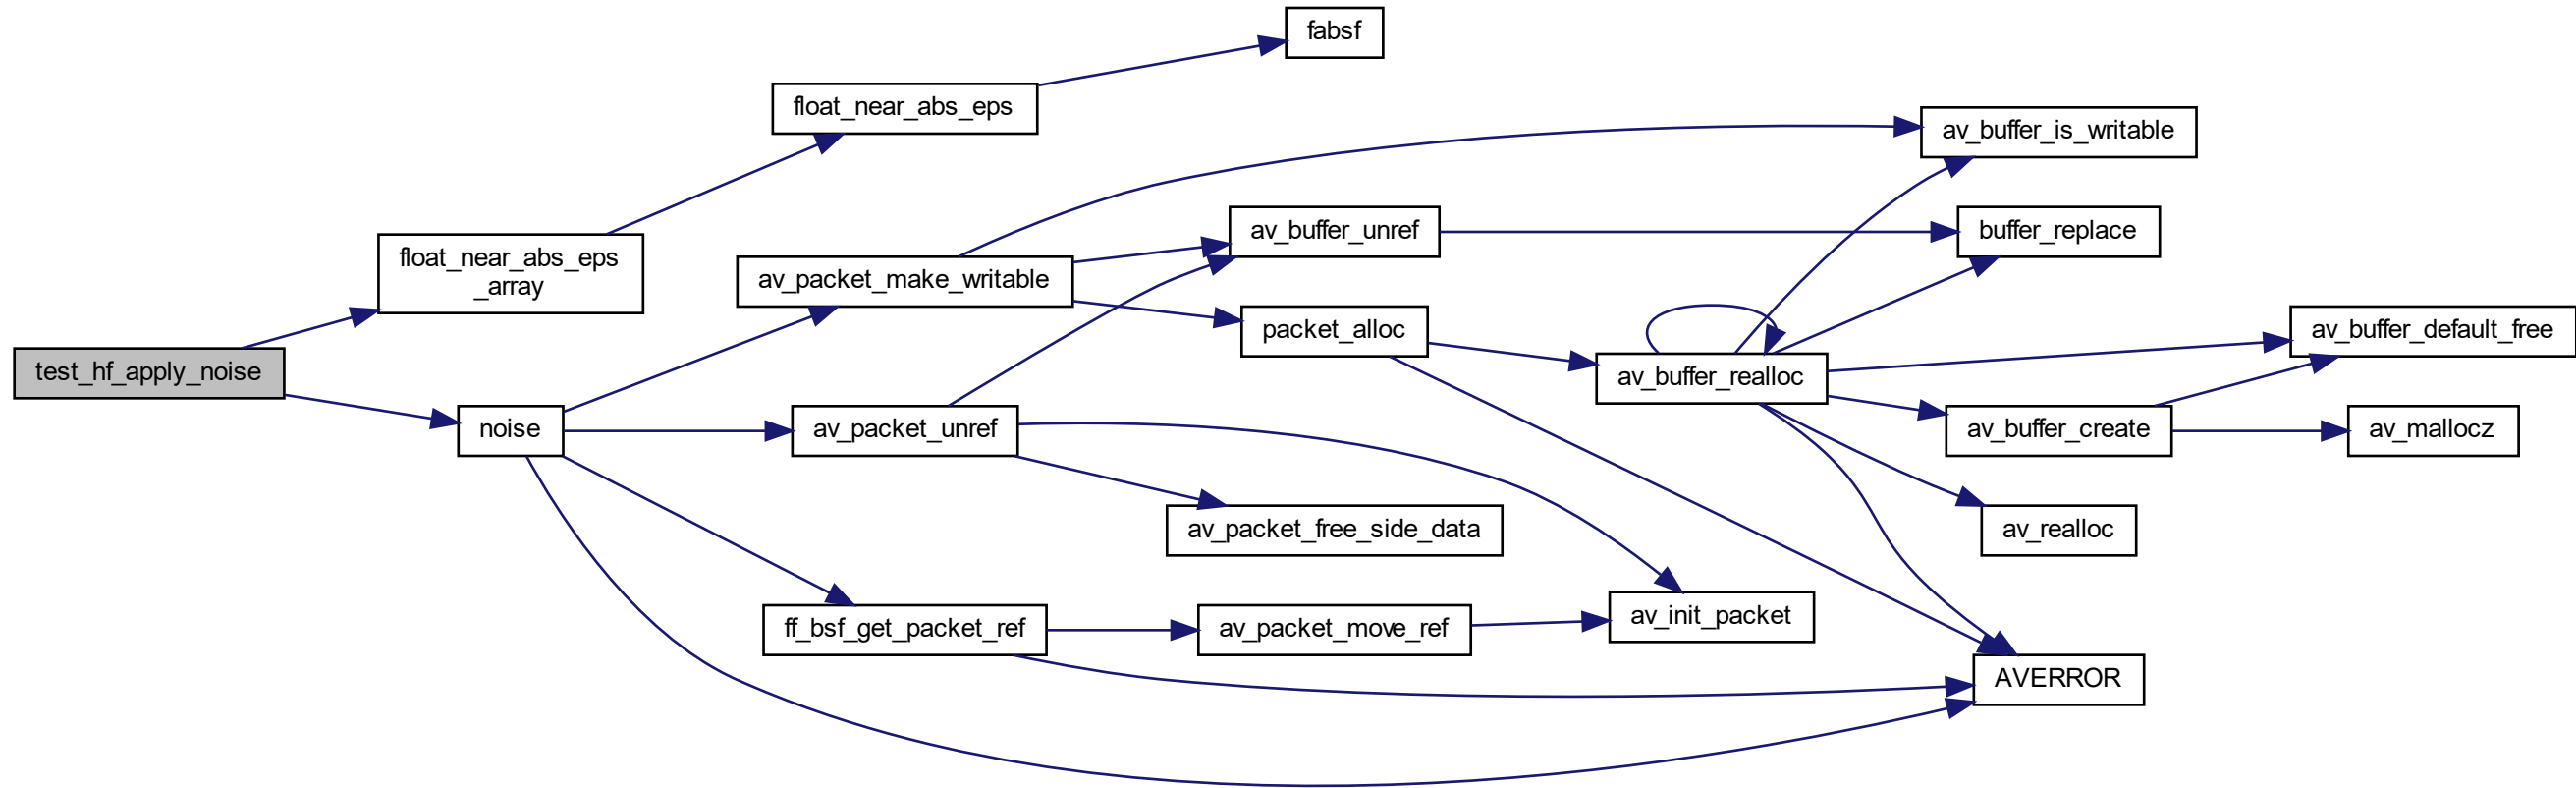 fabsf
float_near_abs_eps
av_buffer_is_writable
av_buffer_unref
buffer_replace
float_near_abs_eps
_array
av_packet_make_writable
packet_alloc
av_buffer_default_free
test_hf_apply_noise
av_buffer_realloc
noise
av_packet_unref
av_buffer_create
av_mallocz
av_packet_free_side_data
av_realloc
ff_bsf_get_packet_ref
av_packet_move_ref
av_init_packet
AVERROR